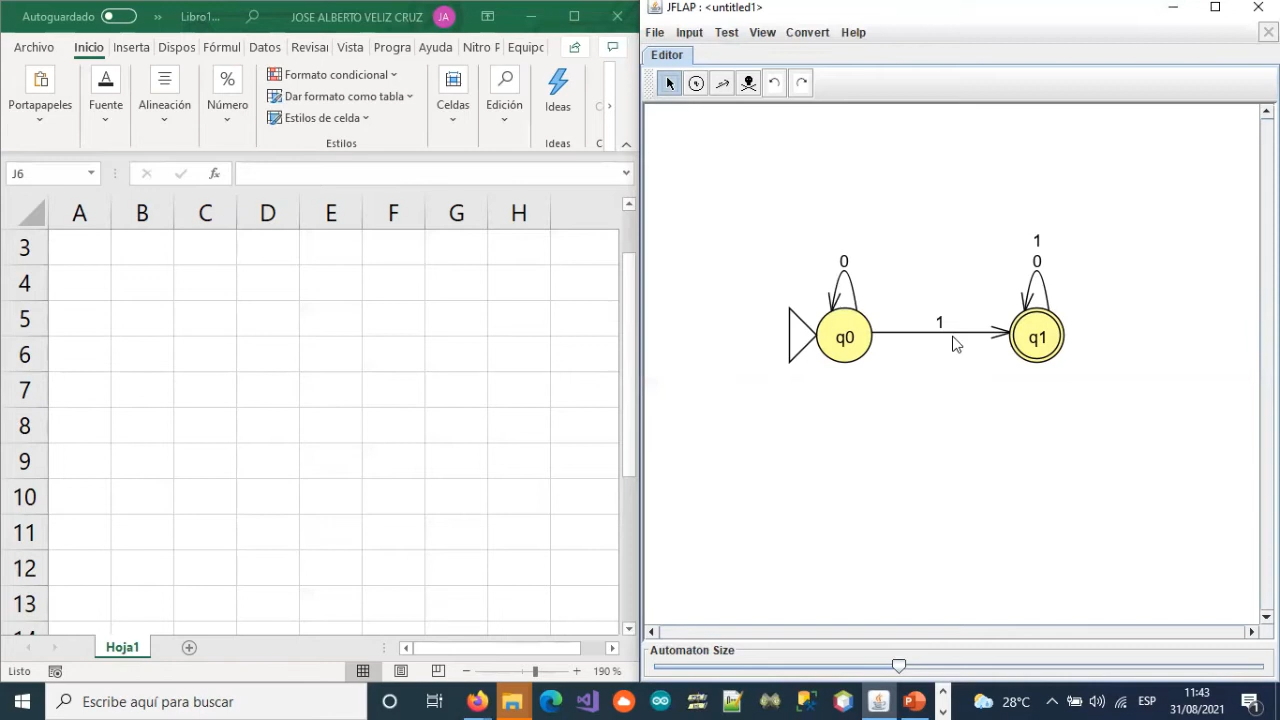 Autoguardado
Libro1...
JOSE ALBERTO VELIZ CRUZ
JA
Archivo
Inicio
Inserta
Dispos
Fórmul
Datos
Revisar
Vista
Progra
Ayuda
Nitro P
Equipo
Portapapeles
Fuente
Alineación
%
Número
Formato condicional
Dar formato como tabla
Estilos de celda
Estilos
Celdas
Edición
Ideas
Ideas
J6
fx
A B C D E F G H
3
4
5
6
7
8
9
10
11
12
13
14
Hoja1
Listo
190 %
JFLAP : <untitled1>
File Input Test View Convert Help
Editor
0
1
0
1
q0
q1
Automaton Size
Escribe aquí para buscar
28°C
ESP
11:43
31/08/2021
1